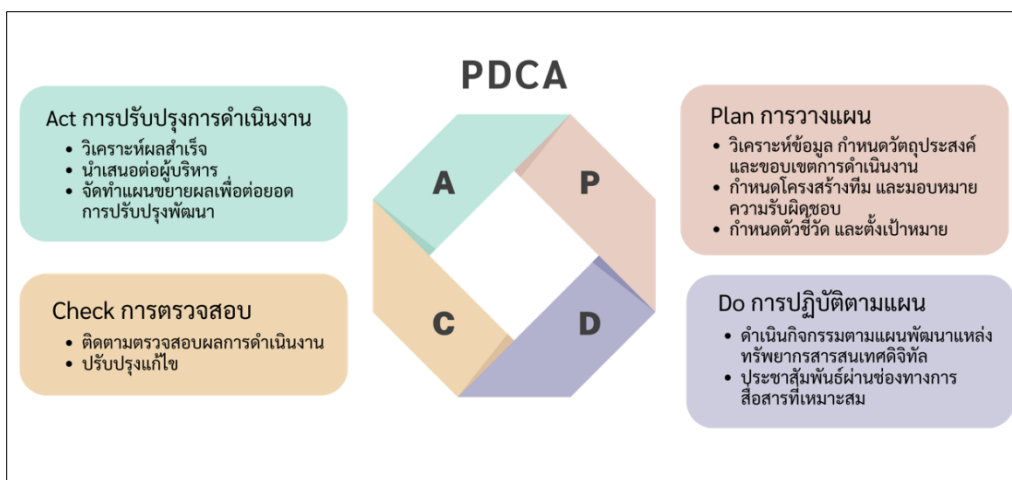 PDCA
Act การปรับปรุงการดำเนินงาน
• วิเคราะห์ผลสำเร็จ
• นำเสนอต่อผู้บริหาร
• จัดทำแผนขยายผลเพื่อต่อยอด
การปรับปรุงพัฒนา
Plan การวางแผน
• วิเคราะห์ข้อมูล กำหนดวัตถุประสงค์
และขอบเขตการดำเนินงาน
• กำหนดโครงสร้างทีม และมอบหมาย
ความรับผิดชอบ
• กำหนดตัวชี้วัด และตั้งเป้าหมาย
A
P
C
D
Check การตรวจสอบ
• ติดตามตรวจสอบผลการดำเนินงาน
• ปรับปรุงแก้ไข
Do การปฏิบัติตามแผน
• ดำเนินกิจกรรมตามแผนพัฒนาแหล่ง
ทรัพยากรสารสนเทศดิจิทัล
• ประชาสัมพันธ์ผ่านช่องทางการ
สื่อสารที่เหมาะสม